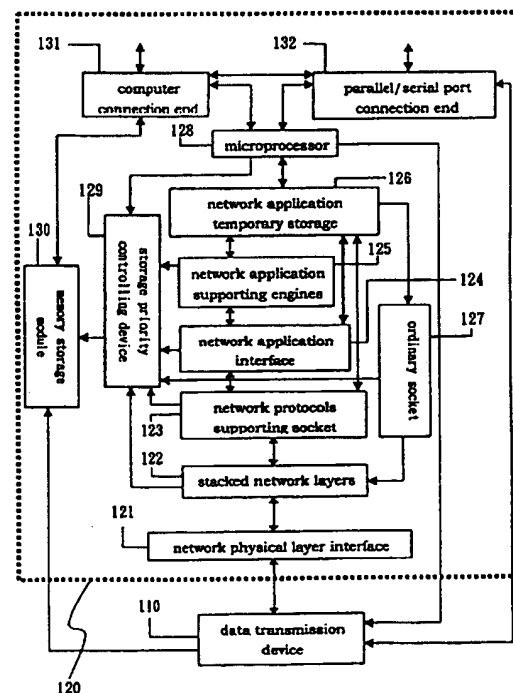 131
132
computer
connection end
parallel/serial port
connection end
128
microprocessor
126
129
network application
temporary storage
130
125
storage priority
controlling device
network application
supporting engines
124
memory storage
module
network application
interface
ordinary socket
127
network protocols
supporting socket
123
122
stacked network layers
121
network physical layer interface
110
data transmission
device
120